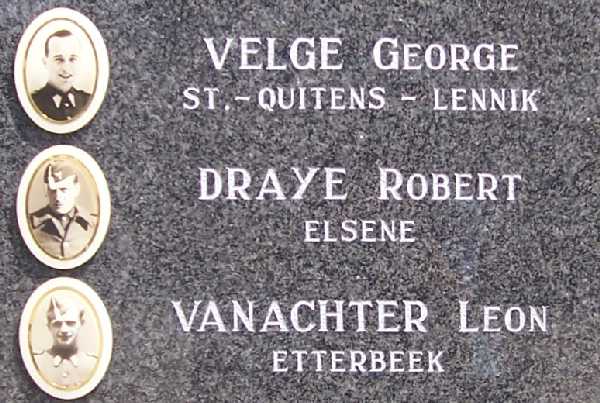 VELGE GEORGE
ST.-QUITENS - LENNIK
DRAYE ROBERT
ELSENE
VANACHTER LEON
ETTERBEEK